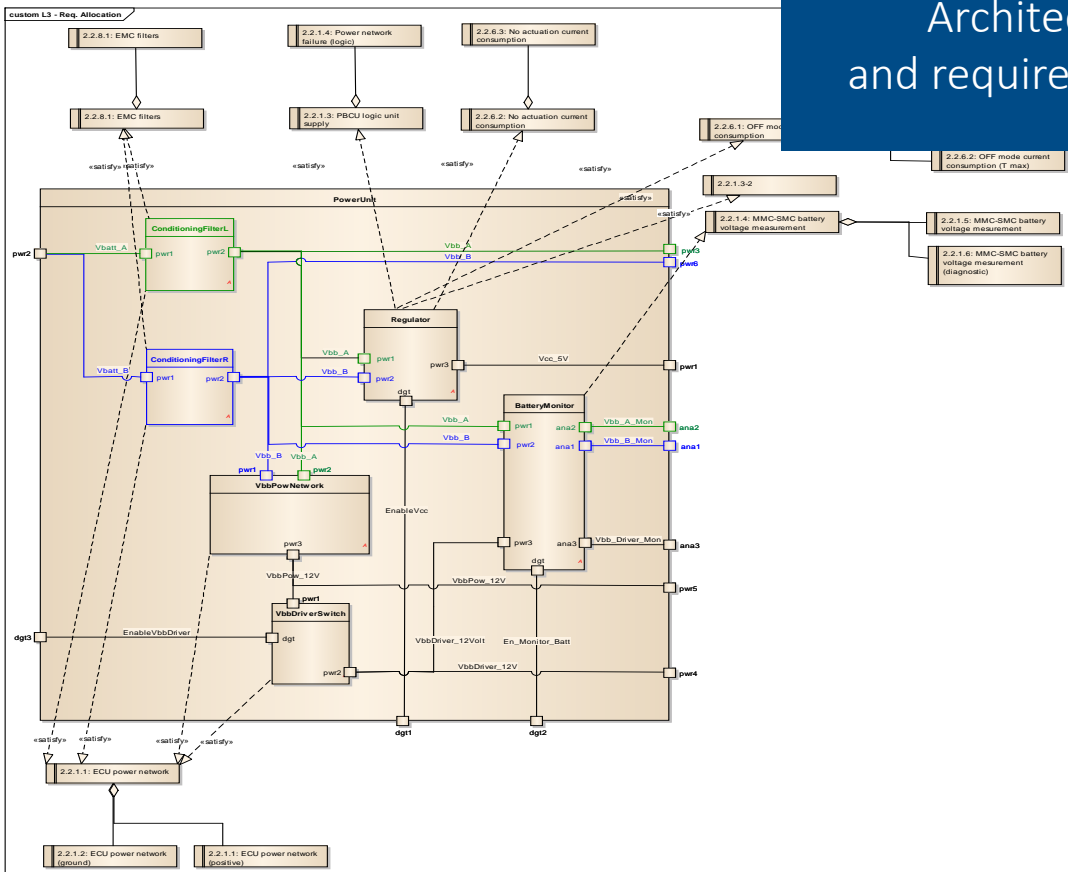 custom L3 - Req. Allocation
Architec
and require
2.2.8.1: EMC filters
2.2.1.4: Power network
failure (logic)
2.2.6.3: No actuation current
consumption
2.2.8.1: EMC filters
2.2.1.3: PBCU logic unit
supply
2.2.6.2: No actuation current
consumption
2.2.6.1: OFF mod
consumption
2.2.6.2: OFF mode current
consumption (T max)
2.2.1.3-2
2.2.1.4: MMC-SMC battery
voltage measurement
2.2.1.5: MMC-SMC battery
voltage mesurement
2.2.1.6: MMC-SMC battery
voltage mesurement
(diagnostic)
«satisfy»
«satisfy»
«satisfy»
«satisfy»
«satisfy»
«satisfy»
«satisfy»
PowerUnit
ConditioningFilterL
pwr2
Vbatt_A
pwr1
pwr2
A
Vbb_A
Vbb_B
pwr3
pwr6
ConditioningFilterR
Vbatt_B
pwr1
pwr2
A
Regulator
Vbb_A
pwr1
Vbb_B
pwr2
pwr3
dgt
A
Vcc_5V
pwr1
BatteryMonitor
Vbb_A
pwr1
Vbb_B
pwr2
ana2
Vbb_A_Mon
ana2
ana1
Vbb_B_Mon
ana1
pwr3
ana3
Vbb_Driver_Mon
ana3
dgt
A
Vbb_B
Vbb_A
pwr1
pwr2
VbbPowNetwork
pwr3
A
EnableVcc
VbbPow_12V
VbbPow_12V
pwr5
pwr1
VbbDriverSwitch
dgt3
EnableVbbDriver
dgt
pwr2
VbbDriver_12Volt
En_Monitor_Batt
VbbDriver_12V
pwr4
dgt1
dgt2
«satisfy»
«satisfy»
«satisfy»
«satisfy»
2.2.1.1: ECU power network
2.2.1.2: ECU power network
(ground)
2.2.1.1: ECU power network
(positive)